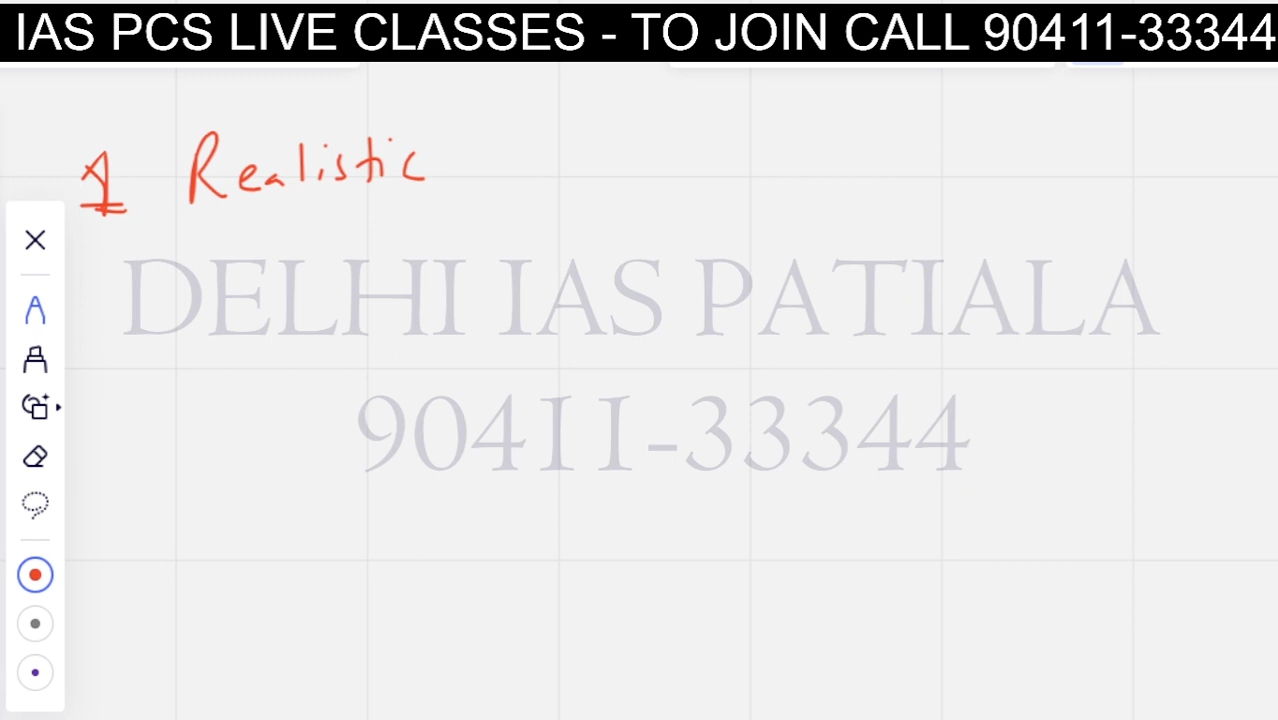 IAS PCS LIVE CLASSES - TO JOIN CALL 90411-33344
1 Realistic
DELHI IAS PATIALA
90411-33344